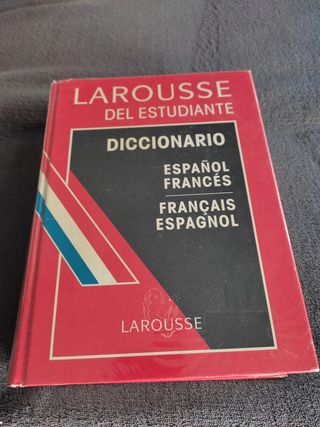 LAROUSSE
DEL ESTUDIANTE
DICCIONARIO
ESPAÑOL
FRANCÉS
FRANÇAIS
ESPAGNOL
LAROUSSE